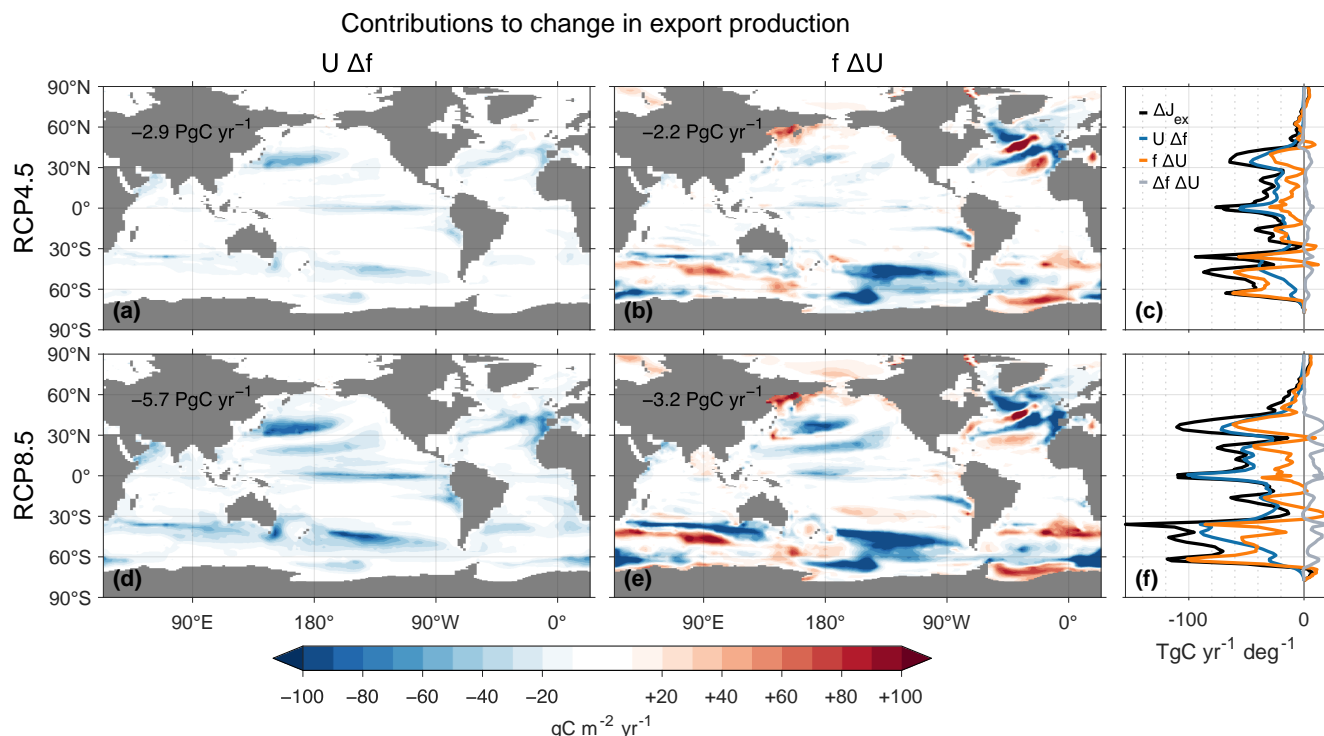 Contributions to change in export production
U Δf
f ΔU
RCP4.5
90°N
60°N
30°N
0°
30°S
60°S
90°S
−2.9 PgC yr⁻¹
(a)
−2.2 PgC yr⁻¹
(b)
ΔJex
U Δf
f ΔU
Δf ΔU
(c)
RCP8.5
90°N
60°N
30°N
0°
30°S
60°S
90°S
−5.7 PgC yr⁻¹
(d)
−3.2 PgC yr⁻¹
(e)
(f)
90°E 180° 90°W 0°
90°E 180° 90°W 0°
-100 0
TgC yr⁻¹ deg⁻¹
−100 −80 −60 −40 −20 +20 +40 +60 +80 +100
gC m⁻² yr⁻¹